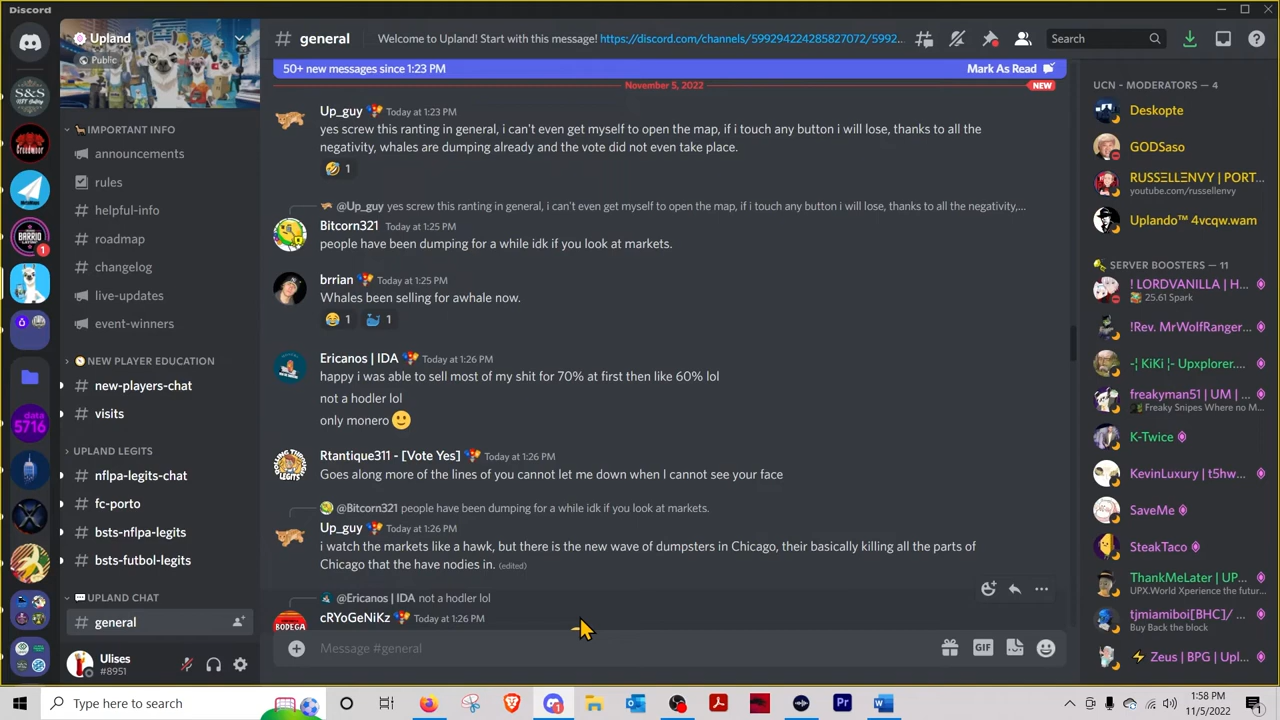 Discord
Upland
Public
IMPORTANT INFO
announcements
rules
helpful-info
roadmap
changelog
live-updates
event-winners
NEW PLAYER EDUCATION
new-players-chat
visits
UPLAND LEGITS
nflpa-legits-chat
fc-porto
bsts-nflpa-legits
bsts-futbol-legits
UPLAND CHAT
general
Ulises
#8951
S&S
BARRIO
1
data
5716
general
Welcome to Upland! Start with this message! https://discord.com/channels/599294224285827072/5992...
Search
50+ new messages since 1:23 PM
Mark As Read
November 5, 2022
NEW
Up_guy Today at 1:23 PM
yes screw this ranting in general, i can't even get myself to open the map, if i touch any button i will lose, thanks to all the
negativity, whales are dumping already and the vote did not even take place.
1
@Up_guy yes screw this ranting in general, i can't even get myself to open the map, if i touch any button i will lose, thanks to all the negativity,...
Bitcorn321 Today at 1:25 PM
people have been dumping for a while idk if you look at markets.
brrian Today at 1:25 PM
Whales been selling for awhale now.
1 1
Ericanos | IDA Today at 1:26 PM
happy i was able to sell most of my shit for 70% at first then like 60% lol
not a hodler lol
only monero
Rtantique311 - [Vote Yes] Today at 1:26 PM
Goes along more of the lines of you cannot let me down when I cannot see your face
@Bitcorn321 people have been dumping for a while idk if you look at markets.
Up_guy Today at 1:26 PM
i watch the markets like a hawk, but there is the new wave of dumpsters in Chicago, their basically killing all the parts of
Chicago that the have nodies in. (edited)
@Ericanos | IDA not a hodler lol
cRYoGeNiKz Today at 1:26 PM
BODEGA
Message #general
GIF
UCN - MODERATORS — 4
Deskopte
GODSaso
RUSSΞLLΞNVY | PORT...
youtube.com/russellenvy
Uplando™ 4vcqw.wam
SERVER BOOSTERS — 11
! LORDVANILLA | H...
25.61 Spark
!Rev. MrWolfRanger...
-¦ KiKi ¦- Upxplorer....
freakyman51 | UM | ...
Freaky Snipes Where no M...
K-Twice
KevinLuxury | t5hw...
SaveMe
SteakTaco
ThankMeLater | UP...
UPX.World Xperience the futur...
tjmiamiboi[BHC]/ ...
Buy Back the block
Zeus | BPG | Upl...
Type here to search
1:58 PM
11/5/2022